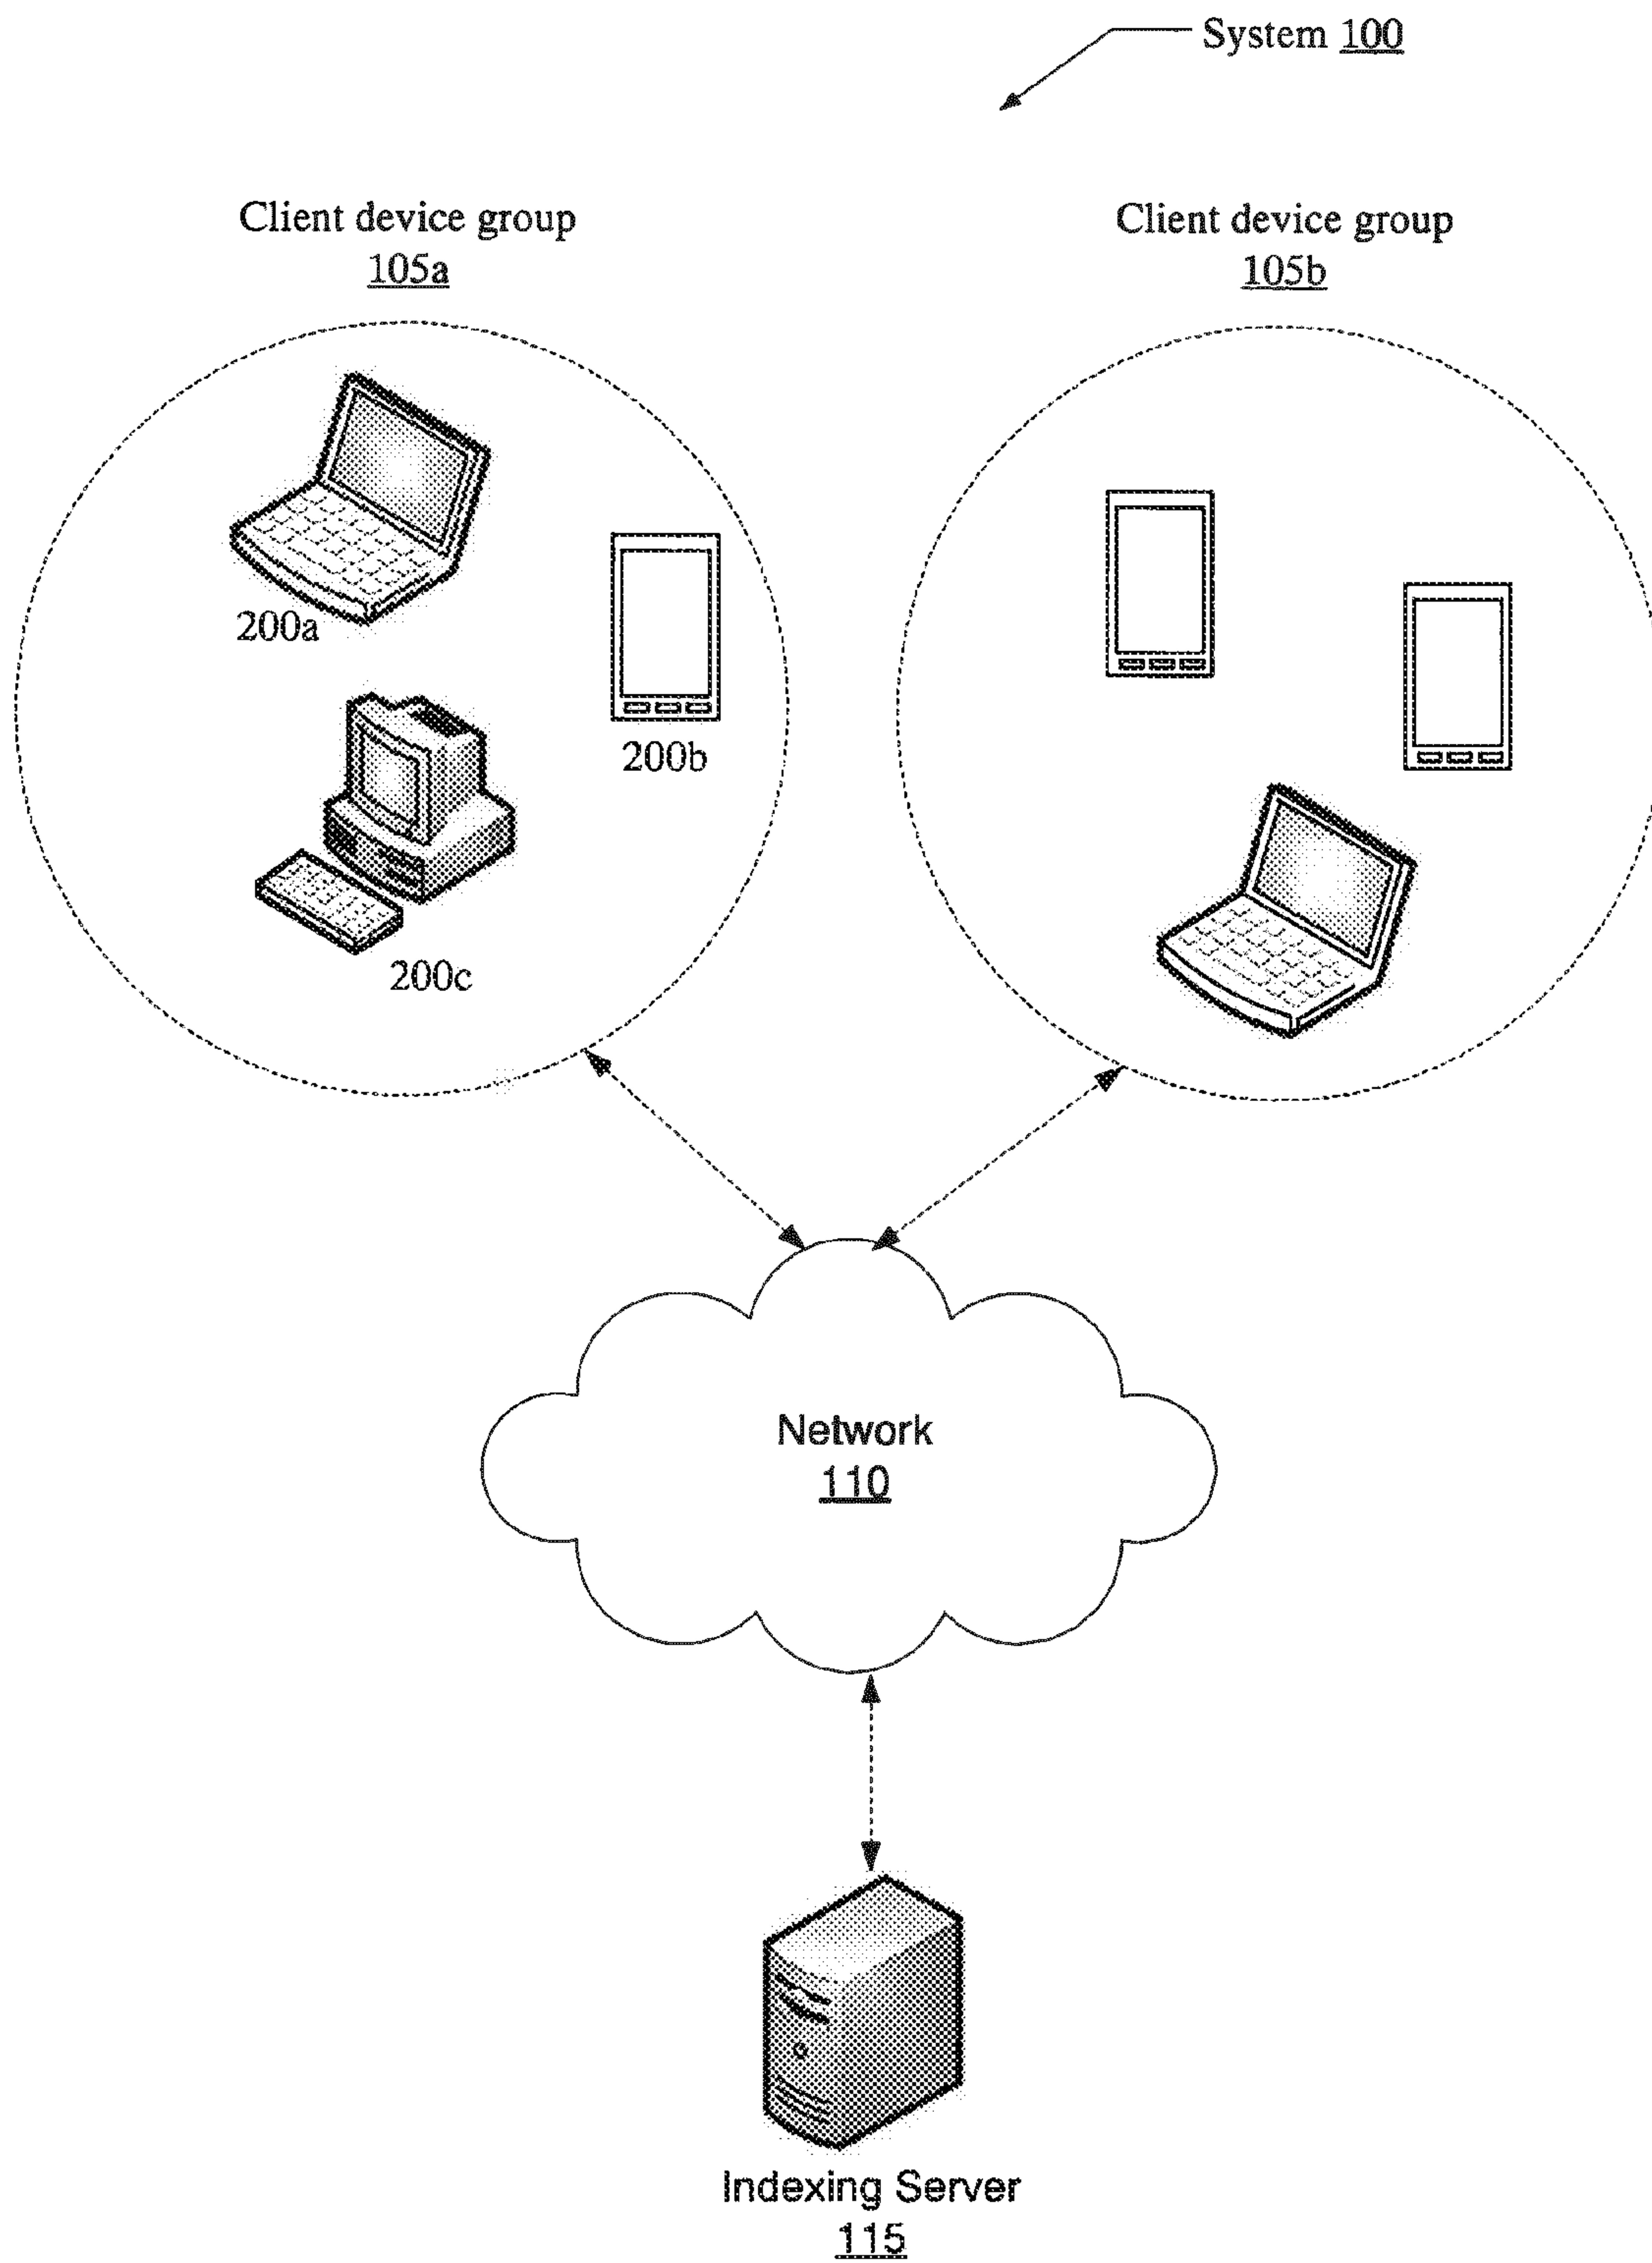 System 100
Client device group
105a
Client device group
105b
200a
200b
200c
Network
110
Indexing Server
115